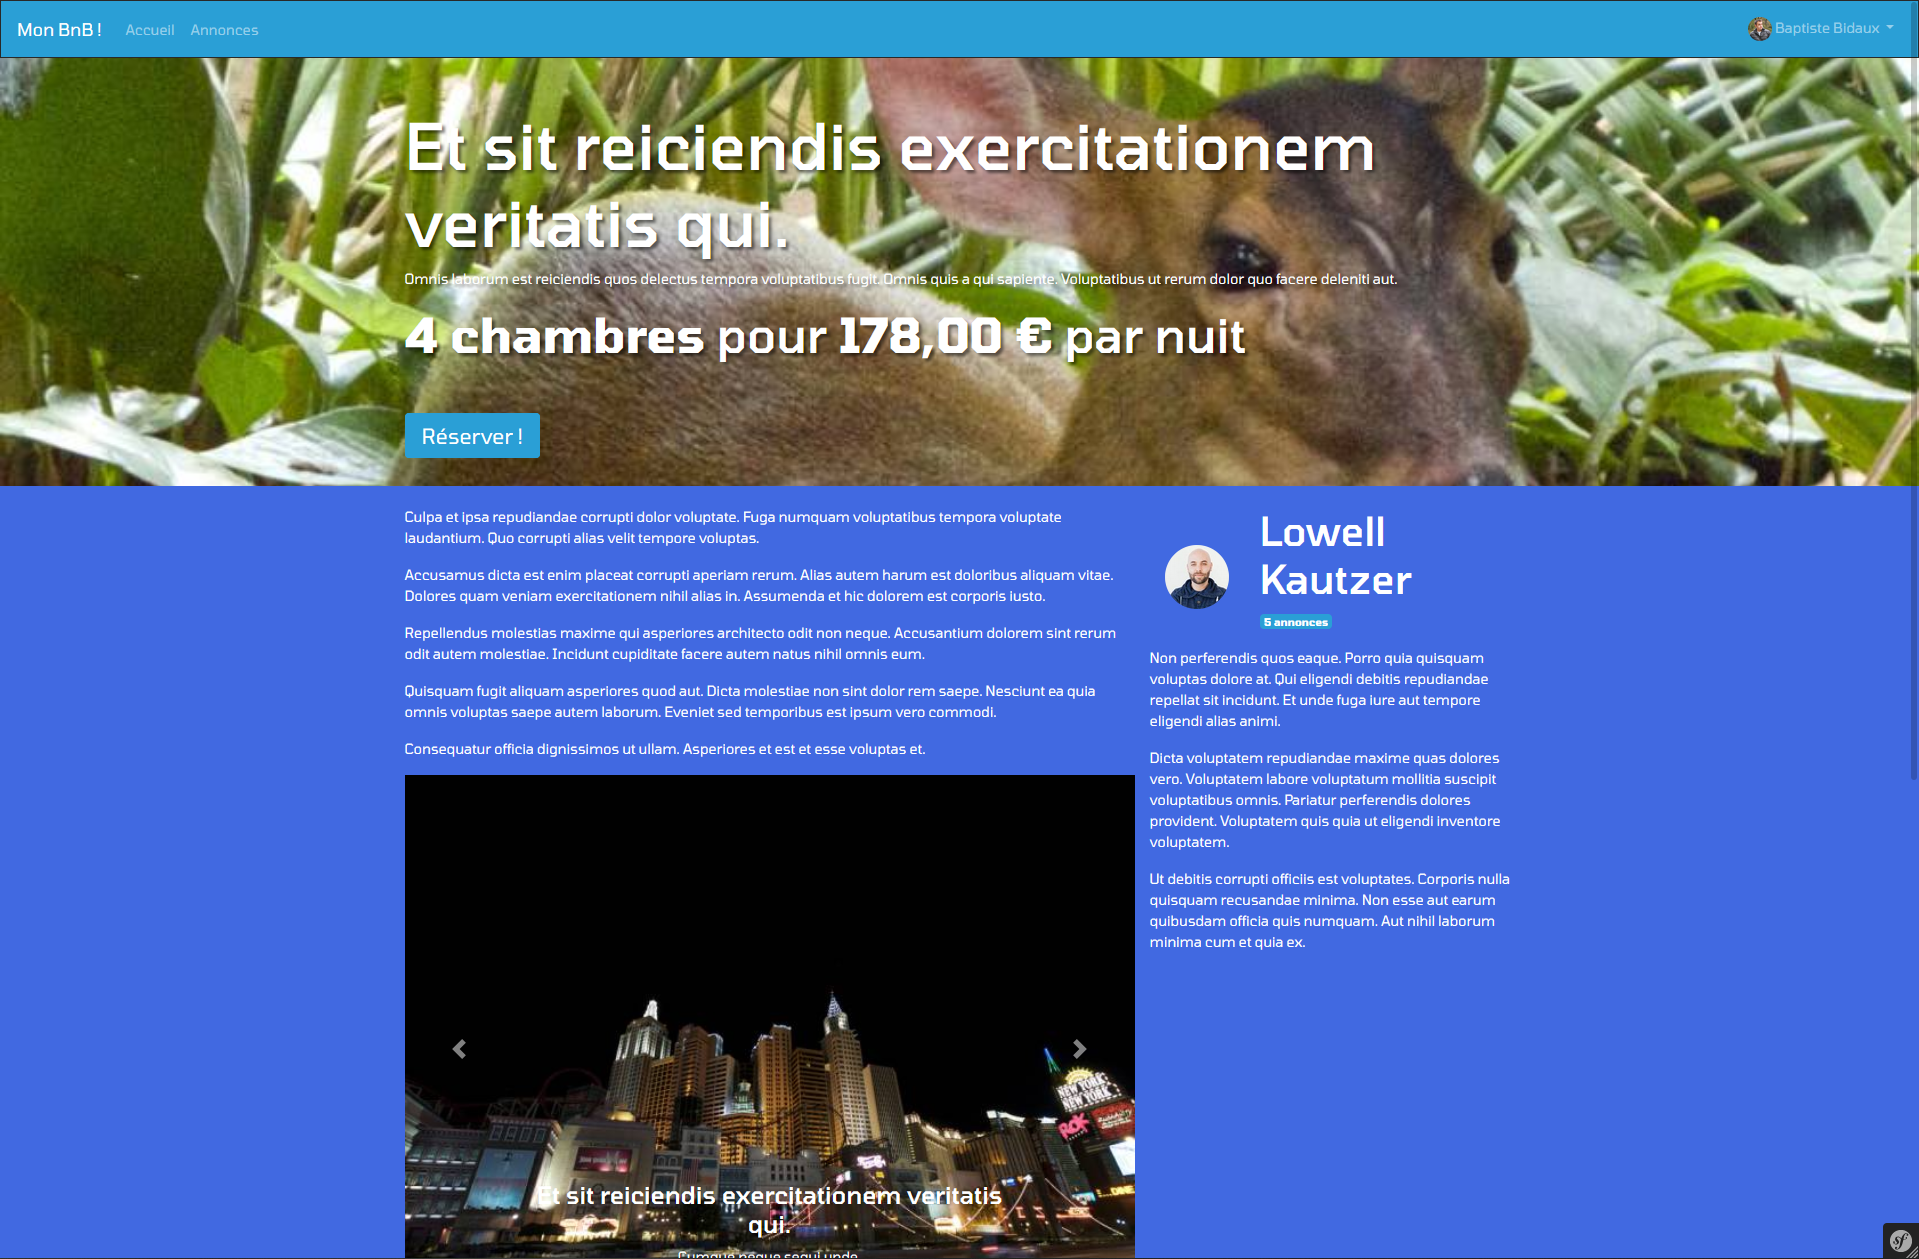 Mon BnB !
Accueil
Annonces
Baptiste Bidaux
Et sit reiciendis exercitationem
veritatis qui.
Omnis laborum est reiciendis quos delectus tempora voluptatibus fugit. Omnis quis a qui sapiente. Voluptatibus ut rerum dolor quo facere deleniti aut.
4 chambres pour 178,00 € par nuit
Réserver !
Culpa et ipsa repudiandae corrupti dolor voluptate. Fuga numquam voluptatibus tempora voluptate
laudantium. Quo corrupti alias velit tempore voluptas.
Accusamus dicta est enim placeat corrupti aperiam rerum. Alias autem harum est doloribus aliquam vitae.
Dolores quam veniam exercitationem nihil alias in. Assumenda et hic dolorem est corporis iusto.
Repellendus molestias maxime qui asperiores architecto odit non neque. Accusantium dolorem sint rerum
odit autem molestiae. Incidunt cupiditate facere autem natus nihil omnis eum.
Quisquam fugit aliquam asperiores quod aut. Dicta molestiae non sint dolor rem saepe. Nesciunt ea quia
omnis voluptas saepe autem laborum. Eveniet sed temporibus est ipsum vero commodi.
Consequatur officia dignissimos ut ullam. Asperiores et est et esse voluptas et.
NEW YORK
NEW YORK
ROK
Et sit reiciendis exercitationem veritatis
qui.
Cumque neque sequi unde
Lowell
Kautzer
5 annonces
Non perferendis quos eaque. Porro quia quisquam
voluptas dolore at. Qui eligendi debitis repudiandae
repellat sit incidunt. Et unde fuga iure aut tempore
eligendi alias animi.
Dicta voluptatem repudiandae maxime quas dolores
vero. Voluptatem labore voluptatum mollitia suscipit
voluptatibus omnis. Pariatur perferendis dolores
provident. Voluptatem quis quia ut eligendi inventore
voluptatem.
Ut debitis corrupti officiis est voluptates. Corporis nulla
quisquam recusandae minima. Non esse aut earum
quibusdam officia quis numquam. Aut nihil laborum
minima cum et quia ex.
sf